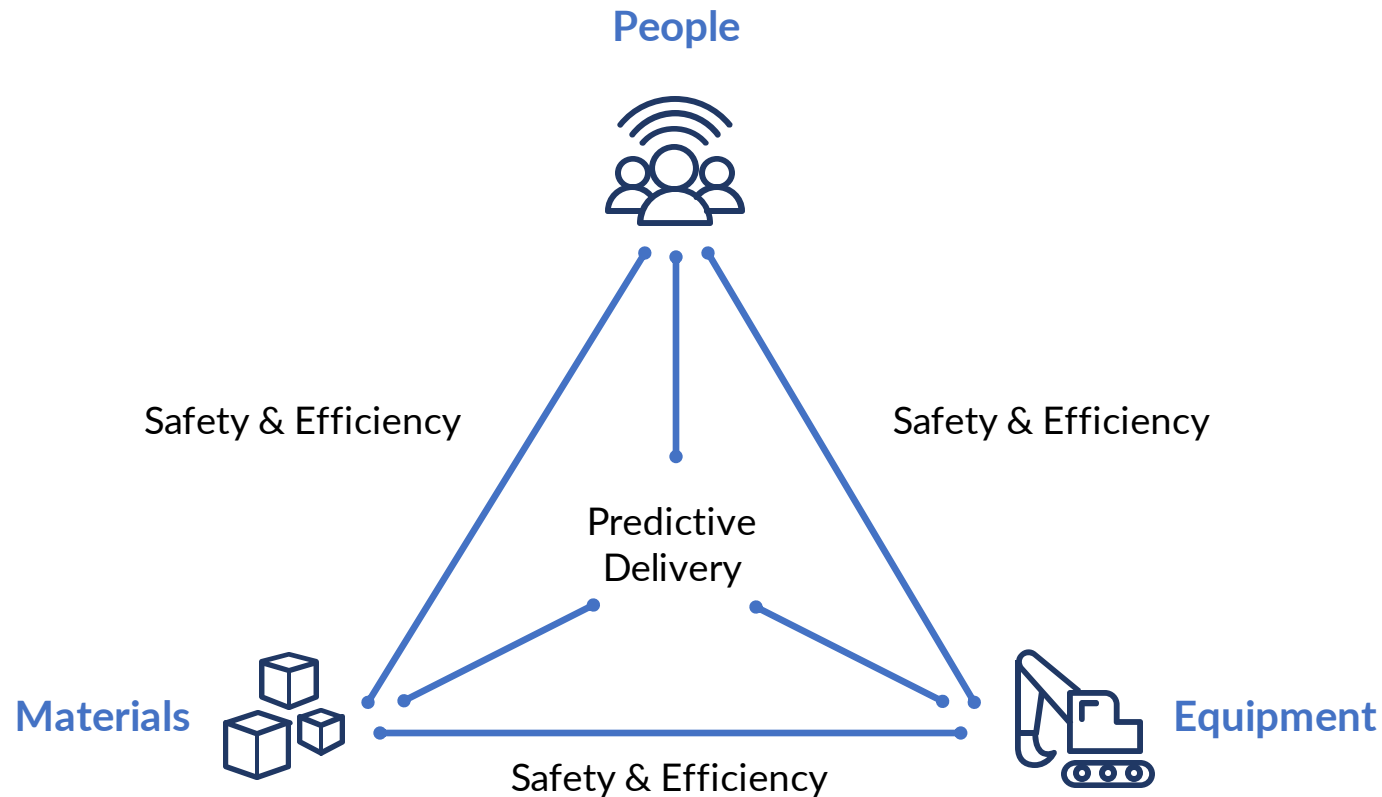 People
Safety & Efficiency
Safety & Efficiency
Predictive
Delivery
Materials
Equipment
Safety & Efficiency